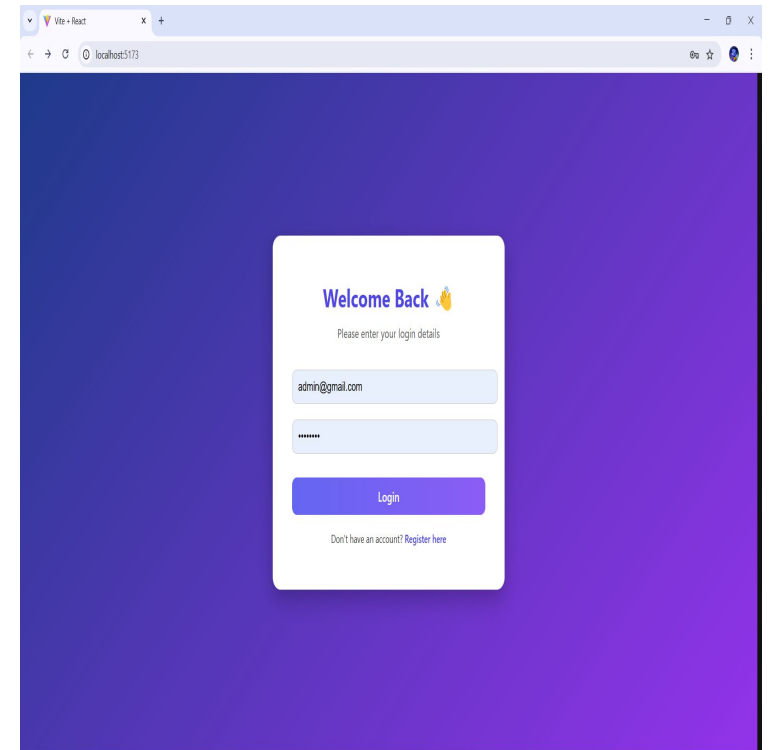 Vite + React
localhost:5173
Welcome Back 👋
Please enter your login details
admin@gmail.com
••••••••
Login
Don't have an account? Register here